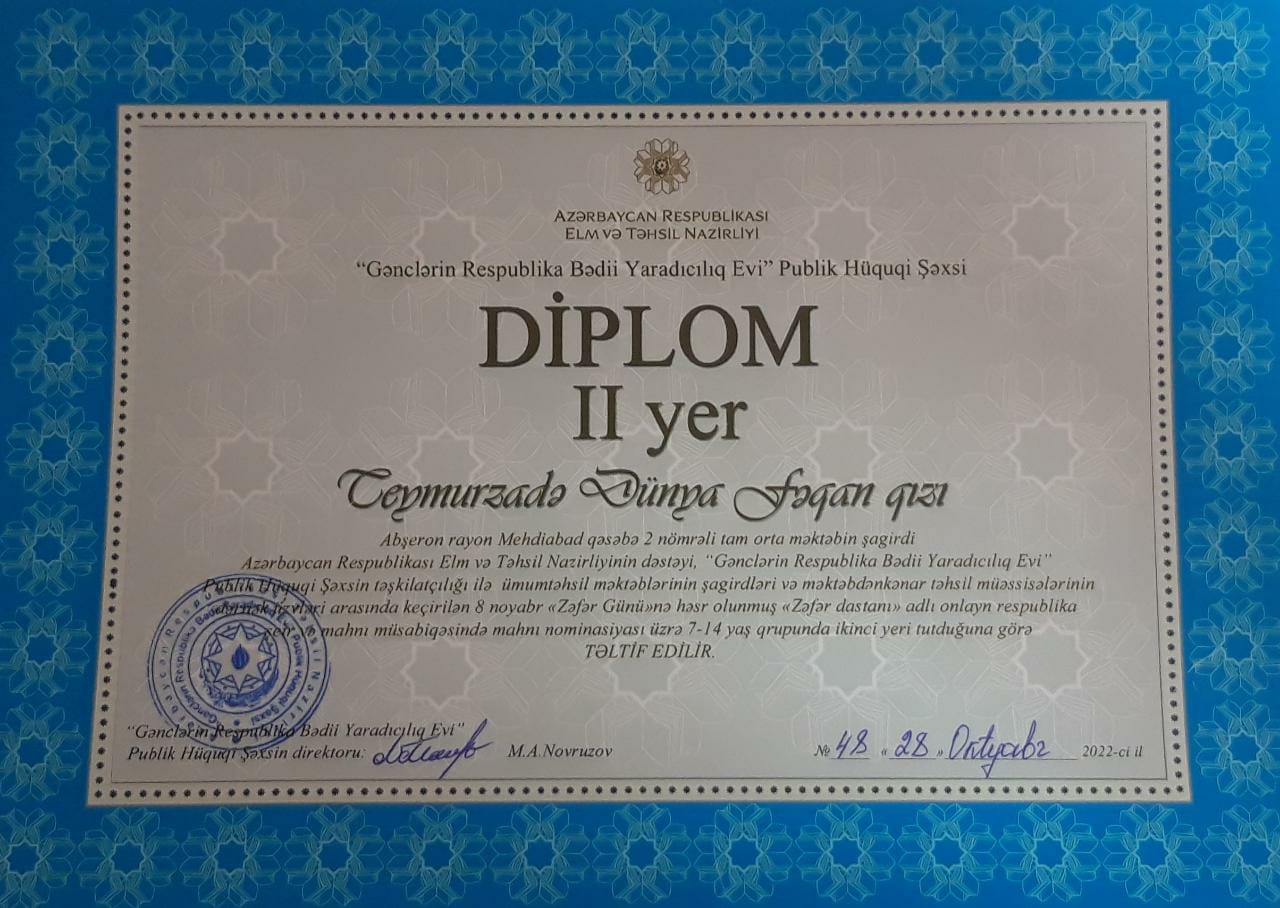 AZƏRBAYCAN RESPUBLİKASI
ELM VƏ TƏHSİL NAZİRLİYİ
“Gənclərin Respublika Bədii Yaradıcılıq Evi” Publik Hüquqi Şəxsi
DİPLOM
II yer
Teymurzadə Dünya Fəqan qızı
Abşeron rayon Mehdiabad qəsəbə 2 nömrəli tam orta məktəbin şagirdi
Azərbaycan Respublikası Elm və Təhsil Nazirliyinin dəstəyi, “Gənclərin Respublika Bədii Yaradıcılıq Evi”
Publik Hüquqi Şəxsin təşkilatçılığı ilə ümumtəhsil məktəblərinin şagirdləri və məktəbdənkənar təhsil müəssisələrinin
dərnək üzvləri arasında keçirilən 8 noyabr «Zəfər Günü»nə həsr olunmuş «Zəfər dastanı» adlı onlayn respublika
mahnı müsabiqəsində mahnı nominasiyası üzrə 7-14 yaş qrupunda ikinci yeri tutduğuna görə
TƏLTİF EDİLİR.
“Gənclərin Respublika Bədii Yaradıcılıq Evi”
Publik Hüquqi Şəxsin direktoru: M.A.Novruzov
№ 48 « 28 » Oktyabr 2022-ci il